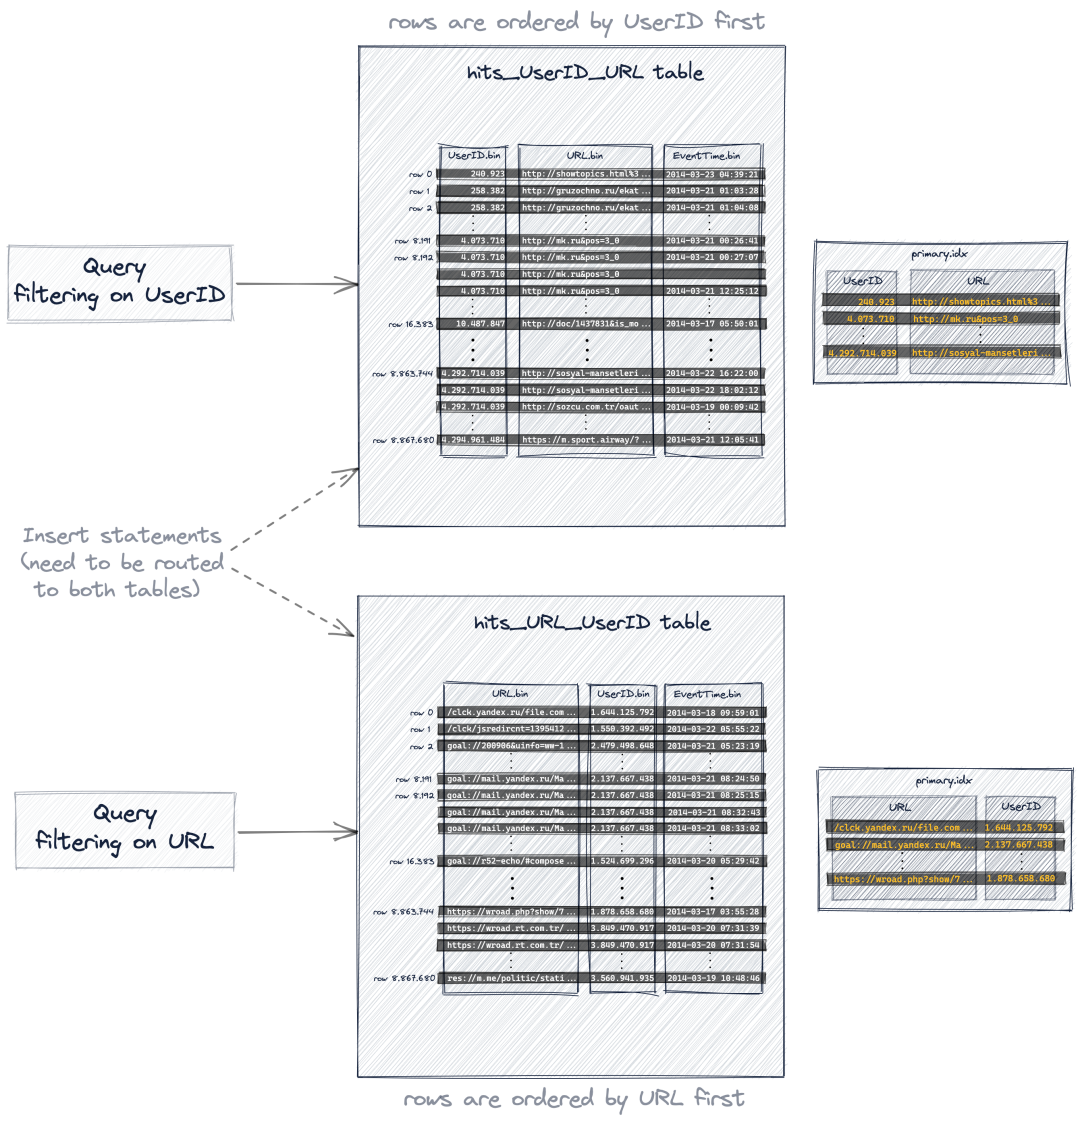 rows are ordered by UserID first
hits_UserID_URL table
UserID.bin URL.bin EventTime.bin
row 0 240.923 http://showtopics.html%3... 2014-03-23 04:39:21
row 1 258.382 http://gruzochno.ru/ekat... 2014-03-21 01:03:28
row 2 258.382 http://gruzochno.ru/ekat... 2014-03-21 01:04:08
row 8.191 4.073.710 http://mk.ru&pos=3_0 2014-03-21 00:26:41
row 8.192 4.073.710 http://mk.ru&pos=3_0 2014-03-21 00:27:07
4.073.710 http://mk.ru&pos=3_0
4.073.710 http://mk.ru&pos=3_0 2014-03-21 12:25:12
row 16.383 10.487.847 http://doc/1437831&is_mo... 2014-03-17 05:50:01
row 8.863.744 4.292.714.039 http://sosyal-mansetleri... 2014-03-22 16:22:00
4.292.714.039 http://sosyal-mansetleri... 2014-03-22 18:02:12
4.292.714.039 http://sozcu.com.tr/oaut... 2014-03-19 00:09:42
row 8.867.680 4.294.961.484 https://m.sport.airway/?... 2014-03-21 12:05:41
Query
filtering on UserID
primary.idx
UserID URL
240.923 http://showtopics.html%3...
4.073.710 http://mk.ru&pos=3_0
4.292.714.039 http://sosyal-mansetleri...
Insert statements
(need to be routed
to both tables)
hits_URL_UserID table
URL.bin UserID.bin EventTime.bin
row 0 /clck.yandex.ru/file.com... 1.644.125.792 2014-03-18 09:59:01
row 1 /clck/jsredircnt=1395412... 1.550.392.492 2014-03-22 05:55:22
row 2 goal://200906&uinfo=ww-1... 2.479.498.648 2014-03-21 05:23:19
row 8.191 goal://mail.yandex.ru/Ma... 2.137.667.438 2014-03-21 08:24:50
row 8.192 goal://mail.yandex.ru/Ma... 2.137.667.438 2014-03-21 08:25:15
goal://mail.yandex.ru/Ma... 2.137.667.438 2014-03-21 08:32:43
goal://mail.yandex.ru/Ma... 2.137.667.438 2014-03-21 08:33:02
row 16.383 goal://r52-echo/#compose... 1.524.699.296 2014-03-20 05:29:42
row 8.863.744 https://wroad.php?show/7... 1.878.658.680 2014-03-17 03:55:28
https://wroad.rt.com.tr/... 3.849.470.917 2014-03-20 07:31:39
https://wroad.rt.com.tr/... 3.849.470.917 2014-03-20 07:31:54
row 8.867.680 res://m.me/politic/stati... 3.560.941.935 2014-03-19 10:48:46
Query
filtering on URL
primary.idx
URL UserID
/clck.yandex.ru/file.com... 1.644.125.792
goal://mail.yandex.ru/Ma... 2.137.667.438
https://wroad.php?show/7... 1.878.658.680
rows are ordered by URL first